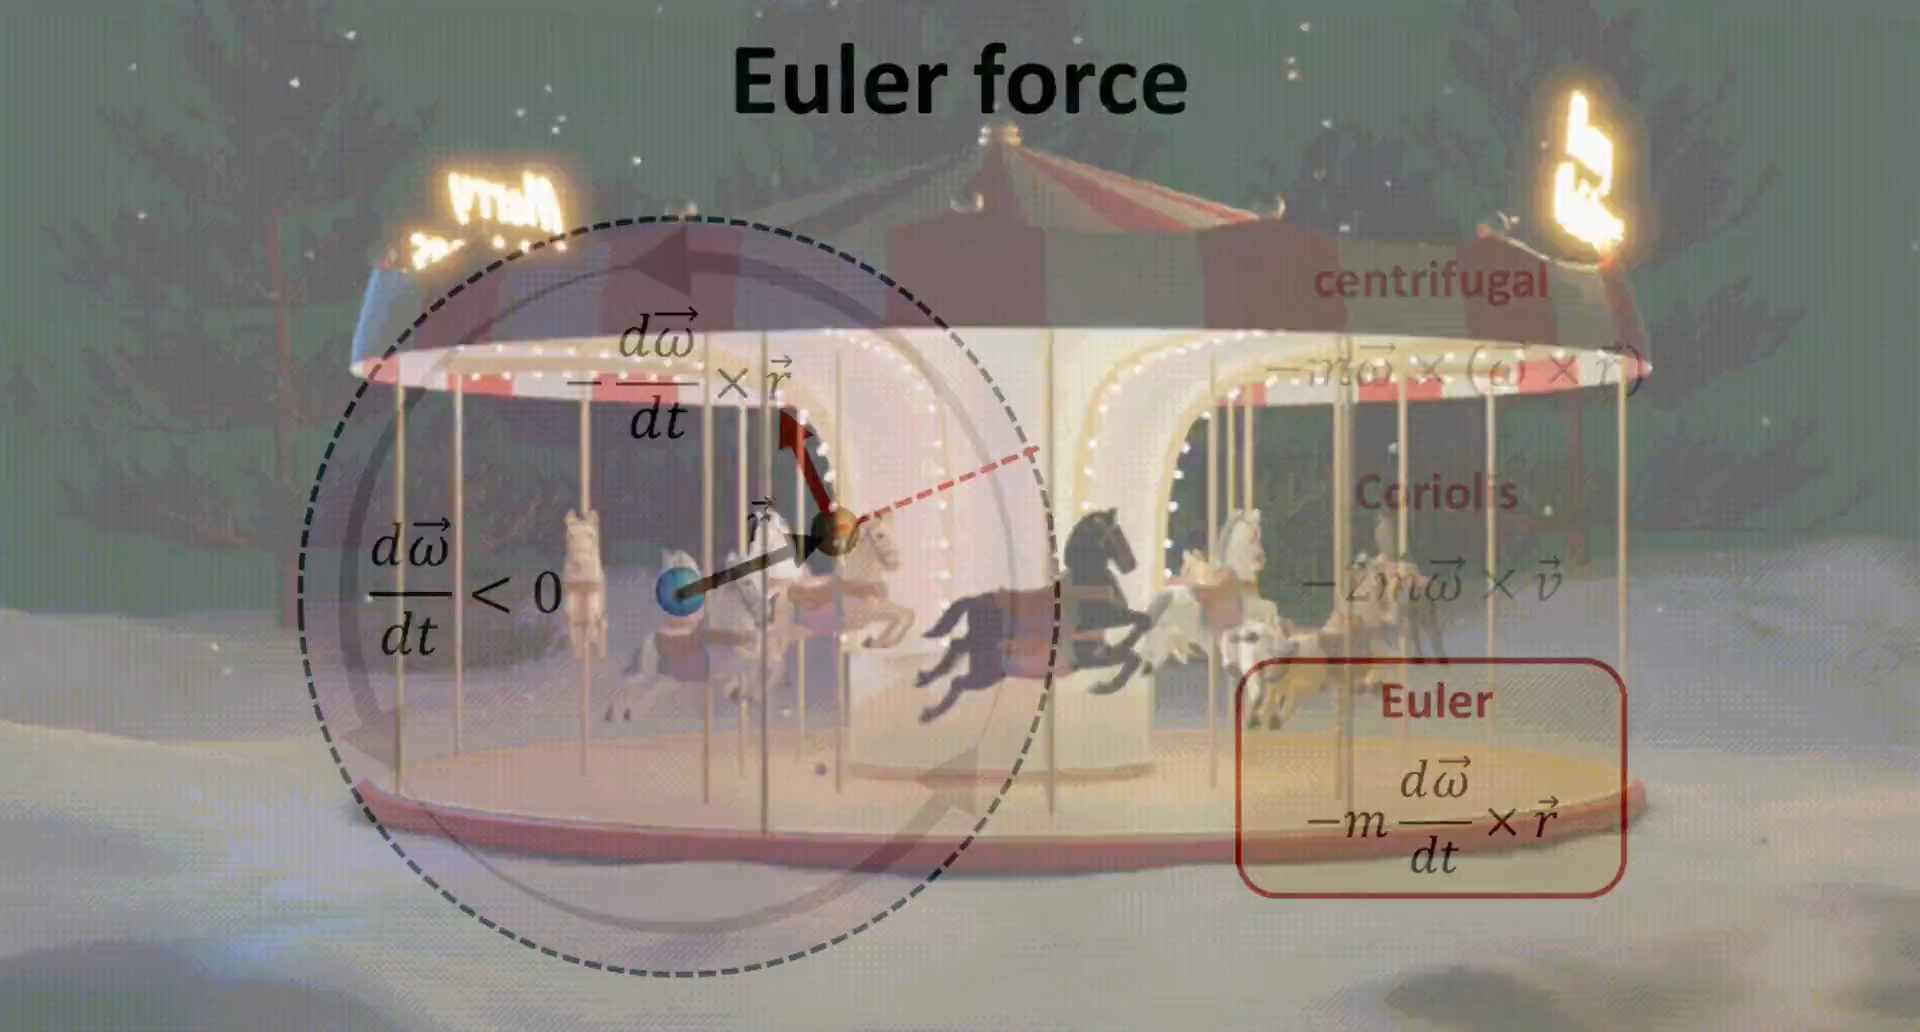 Euler force
centrifugal
−mω⃗ × (ω⃗ × r⃗)
−dω⃗/dt × r⃗
Coriolis
r⃗
dω⃗/dt < 0
−2mω⃗ × v⃗
Euler
−m dω⃗/dt × r⃗